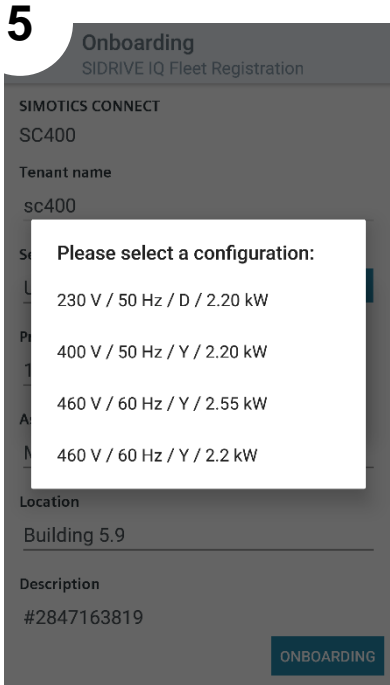 5
Onboarding
SIDRIVE IQ Fleet Registration
SIMOTICS CONNECT
SC400
Tenant name
sc400
Please select a configuration:
230 V / 50 Hz / D / 2.20 kW
400 V / 50 Hz / Y / 2.20 kW
460 V / 60 Hz / Y / 2.55 kW
460 V / 60 Hz / Y / 2.2 kW
Location
Building 5.9
Description
#2847163819
ONBOARDING